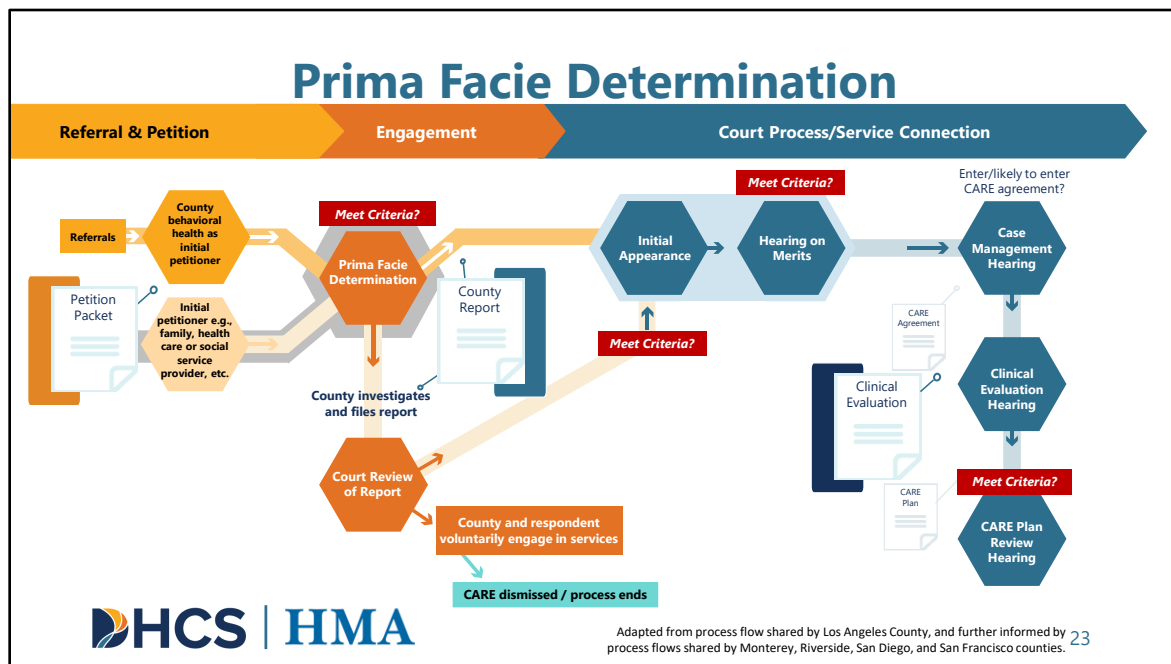 Prima Facie Determination
Referral & Petition
Engagement
Court Process/Service Connection
Referrals
County
behavioral
health as
initial
petitioner
Petition
Packet
Initial
petitioner e.g.,
family, health
care or social
service
provider, etc.
Meet Criteria?
Prima Facie
Determination
County
Report
County investigates
and files report
Court Review
of Report
County and respondent
voluntarily engage in services
CARE dismissed / process ends
Meet Criteria?
Initial
Appearance
Meet Criteria?
Hearing on
Merits
Enter/likely to enter
CARE agreement?
Case
Management
Hearing
CARE
Agreement
Clinical
Evaluation
Clinical
Evaluation
Hearing
CARE
Plan
Meet Criteria?
CARE Plan
Review
Hearing
DHCS
HMA
Adapted from process flow shared by Los Angeles County, and further informed by
process flows shared by Monterey, Riverside, San Diego, and San Francisco counties.
23